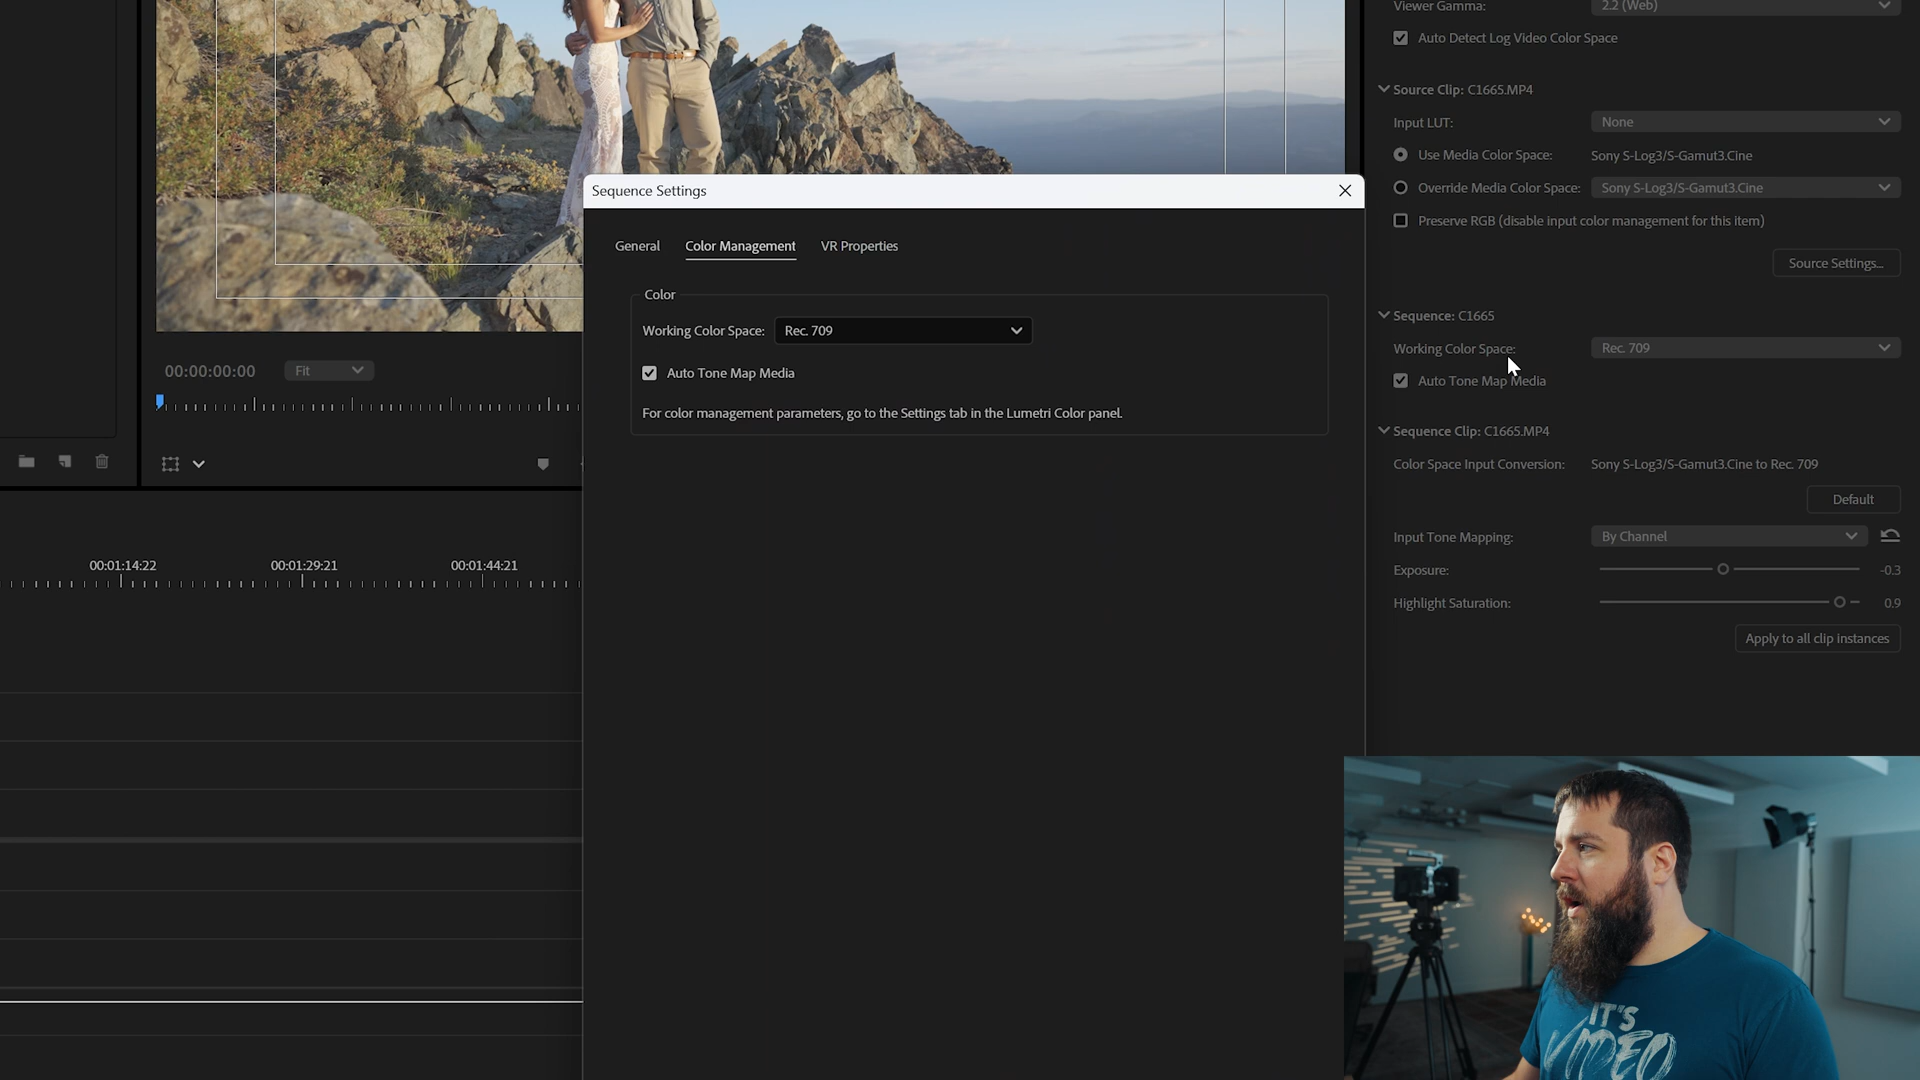 Viewer Gamma: 2.2 (Web)
Auto Detect Log Video Color Space
Source Clip: C1665.MP4
Input LUT: None
Use Media Color Space: Sony S-Log3/S-Gamut3.Cine
Override Media Color Space: Sony S-Log3/S-Gamut3.Cine
Preserve RGB (disable input color management for this item)
Source Settings...
Sequence: C1665
Working Color Space: Rec. 709
Auto Tone Map Media
Sequence Clip: C1665.MP4
Color Space Input Conversion: Sony S-Log3/S-Gamut3.Cine to Rec. 709
Default
Input Tone Mapping: By Channel
Exposure: -0.3
Highlight Saturation: 0.9
Apply to all clip instances
Sequence Settings
General Color Management VR Properties
Color
Working Color Space: Rec. 709
Auto Tone Map Media
For color management parameters, go to the Settings tab in the Lumetri Color panel.
00:00:00:00 Fit
00:01:14:22 00:01:29:21 00:01:44:21
IT'S
VIDEO